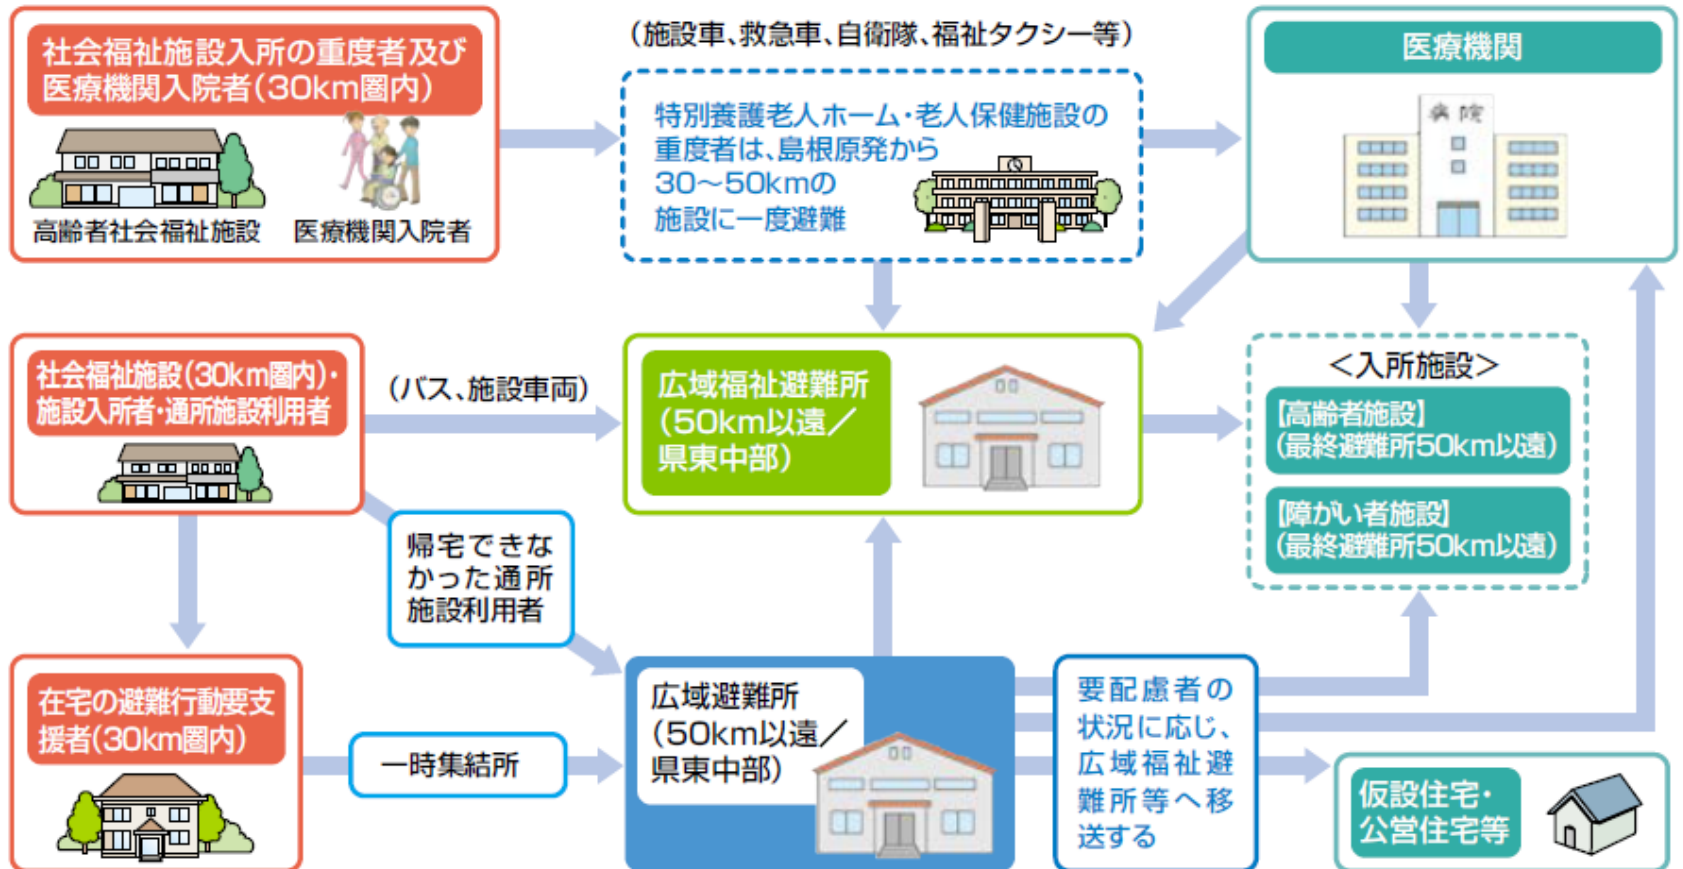 社会福祉施設入所の重度者及び
医療機関入院者(30km圏内)
高齢者社会福祉施設
医療機関入院者
(施設車、救急車、自衛隊、福祉タクシー等)
特別養護老人ホーム・老人保健施設の
重度者は、島根原発から
30～50kmの
施設に一度避難
医療機関
病院
社会福祉施設(30km圏内)・
施設入所者・通所施設利用者
(バス、施設車両)
広域福祉避難所
(50km以遠／
県東中部)
＜入所施設＞
【高齢者施設】
(最終避難所50km以遠)
【障がい者施設】
(最終避難所50km以遠)
帰宅できな
かった通所
施設利用者
在宅の避難行動要支
援者(30km圏内)
一時集結所
広域避難所
(50km以遠／
県東中部)
要配慮者の
状況に応じ、
広域福祉避
難所等へ移
送する
仮設住宅・
公営住宅等